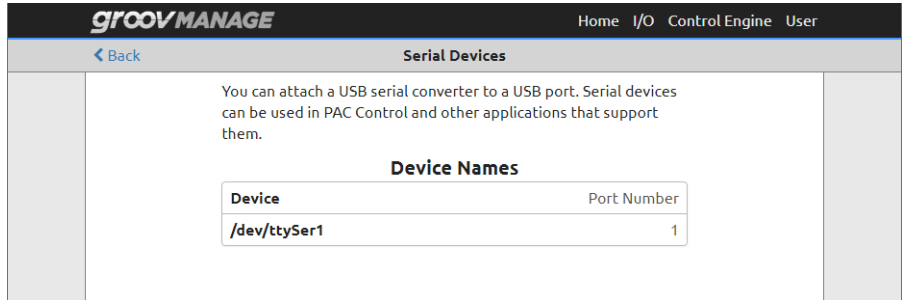 groov MANAGE Home I/O Control Engine User
Back Serial Devices
You can attach a USB serial converter to a USB port. Serial devices
can be used in PAC Control and other applications that support
them.
Device Names
Device Port Number
/dev/ttySer1 1